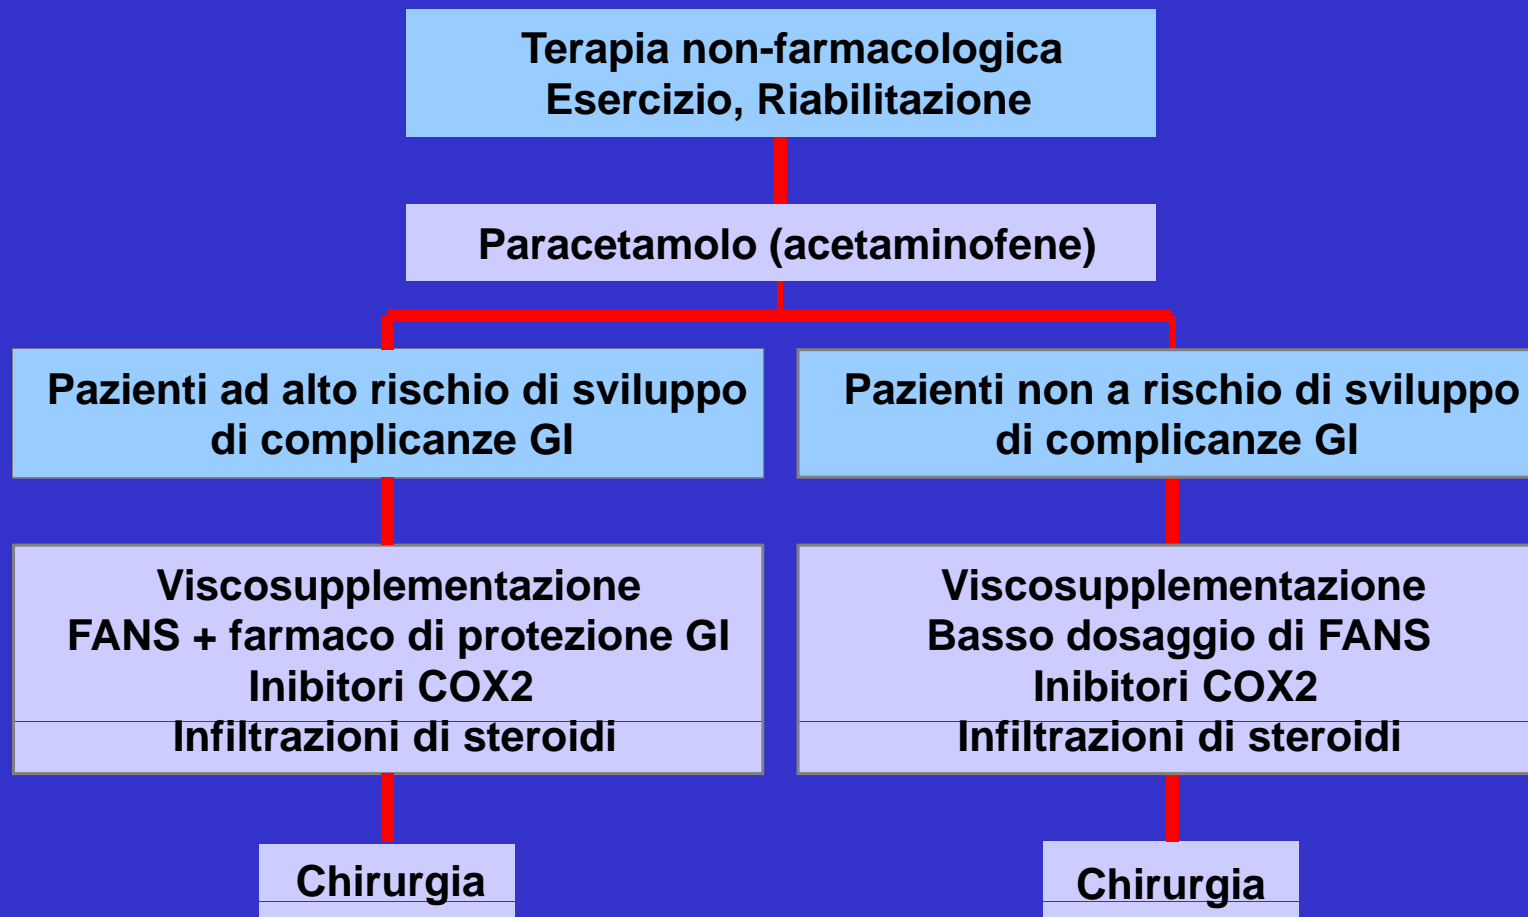 Terapia non-farmacologica
Esercizio, Riabilitazione
Paracetamolo (acetaminofene)
Pazienti ad alto rischio di sviluppo
di complicanze GI
Pazienti non a rischio di sviluppo
di complicanze GI
Viscosupplementazione
FANS + farmaco di protezione GI
Inibitori COX2
Infiltrazioni di steroidi
Viscosupplementazione
Basso dosaggio di FANS
Inibitori COX2
Infiltrazioni di steroidi
Chirurgia
Chirurgia